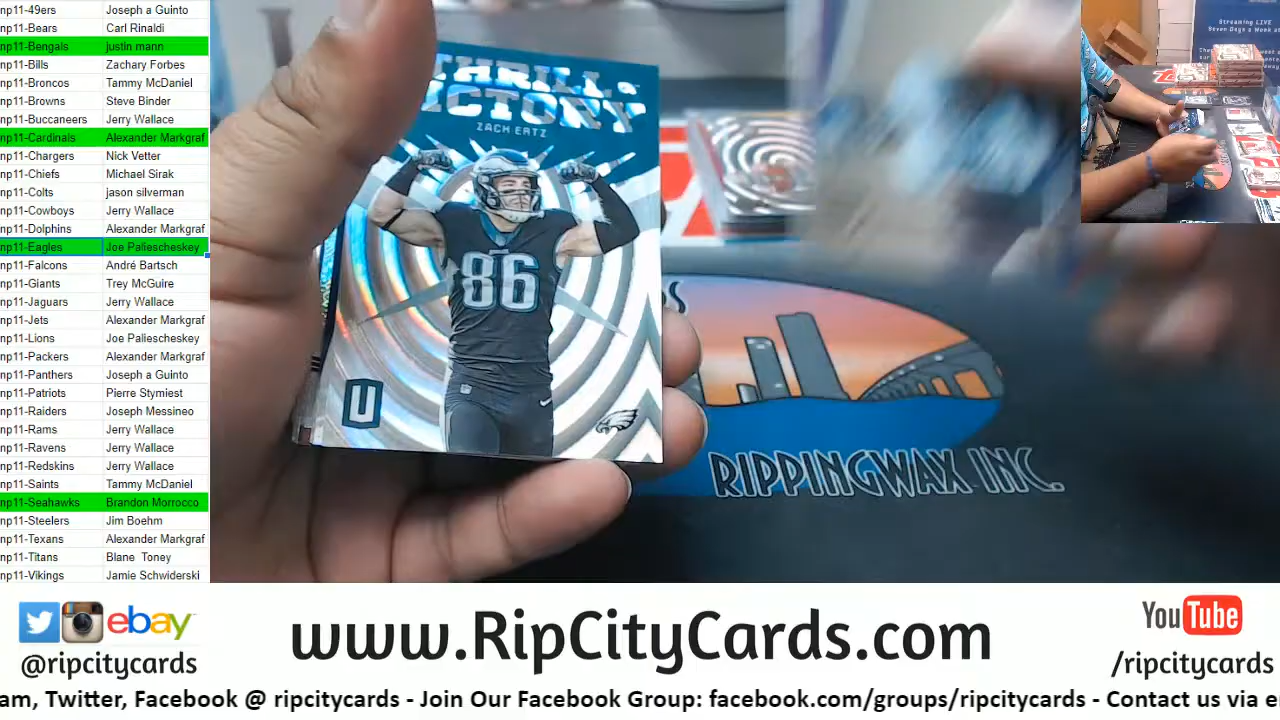 np11-49ers Joseph a Guinto
np11-Bears Carl Rinaldi
np11-Bengals justin mann
np11-Bills Zachary Forbes
np11-Broncos Tammy McDaniel
np11-Browns Steve Binder
np11-Buccaneers Jerry Wallace
np11-Cardinals Alexander Markgraf
np11-Chargers Nick Vetter
np11-Chiefs Michael Sirak
np11-Colts jason silverman
np11-Cowboys Jerry Wallace
np11-Dolphins Alexander Markgraf
np11-Eagles Joe Paliescheskey
np11-Falcons André Bartsch
np11-Giants Trey McGuire
np11-Jaguars Jerry Wallace
np11-Jets Alexander Markgraf
np11-Lions Joe Paliescheskey
np11-Packers Alexander Markgraf
np11-Panthers Joseph a Guinto
np11-Patriots Pierre Stymiest
np11-Raiders Joseph Messineo
np11-Rams Jerry Wallace
np11-Ravens Jerry Wallace
np11-Redskins Jerry Wallace
np11-Saints Tammy McDaniel
np11-Seahawks Brandon Morrocco
np11-Steelers Jim Boehm
np11-Texans Alexander Markgraf
np11-Titans Blane Toney
np11-Vikings Jamie Schwiderski
THRILL
ICTORY
ZACH ERTZ
86
U
RIPPINGWAX INC.
Streaming LIVE
Seven Days a Week at
ebay
@ripcitycards
www.RipCityCards.com
YouTube
/ripcitycards
am, Twitter, Facebook @ ripcitycards - Join Our Facebook Group: facebook.com/groups/ripcitycards - Contact us via e